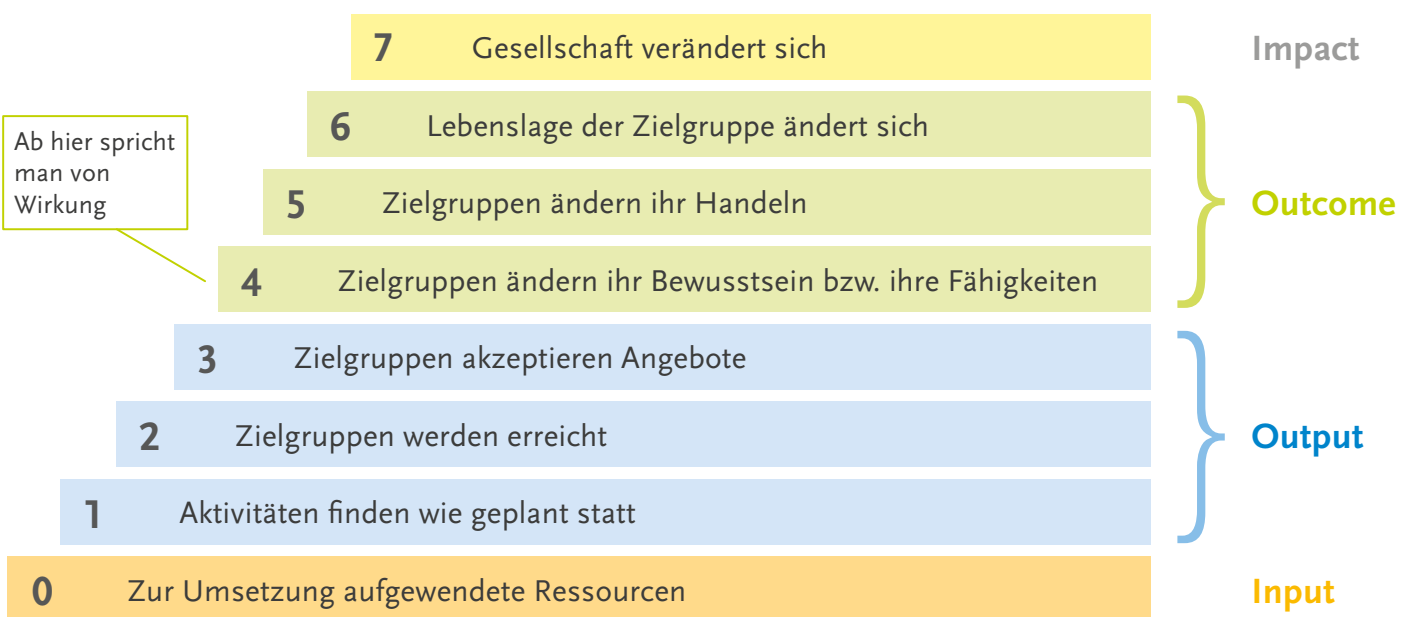 7 Gesellschaft verändert sich Impact
6 Lebenslage der Zielgruppe ändert sich
Ab hier spricht
man von
Wirkung
5 Zielgruppen ändern ihr Handeln Outcome
4 Zielgruppen ändern ihr Bewusstsein bzw. ihre Fähigkeiten
3 Zielgruppen akzeptieren Angebote
2 Zielgruppen werden erreicht Output
1 Aktivitäten finden wie geplant statt
0 Zur Umsetzung aufgewendete Ressourcen Input